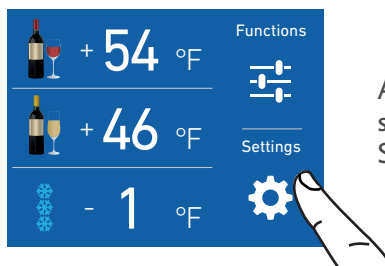 + 54 °F
Functions
+ 46 °F
Settings
- 1 °F
A
s
S